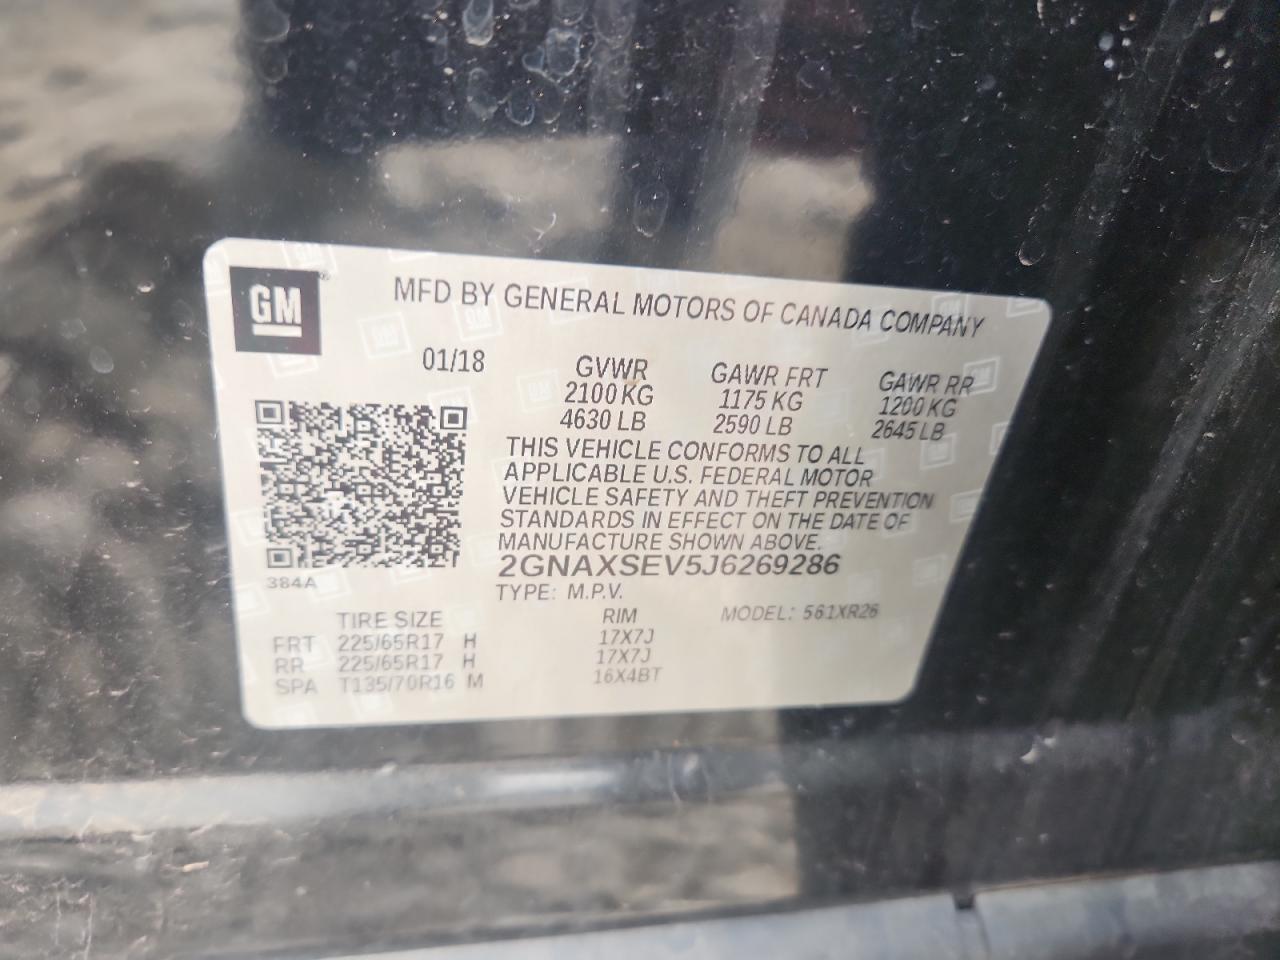 GM
MFD BY GENERAL MOTORS OF CANADA COMPANY
01/18 GVWR GAWR FRT GAWR RR
2100 KG 1175 KG 1200 KG
4630 LB 2590 LB 2645 LB
THIS VEHICLE CONFORMS TO ALL
APPLICABLE U.S. FEDERAL MOTOR
VEHICLE SAFETY AND THEFT PREVENTION
STANDARDS IN EFFECT ON THE DATE OF
MANUFACTURE SHOWN ABOVE.
2GNAXSEV5J6269286
384A
TYPE: M.P.V.
TIRE SIZE RIM MODEL: 561XR26
FRT 225/65R17 H 17X7J
RR 225/65R17 H 17X7J
SPA T135/70R16 M 16X4BT